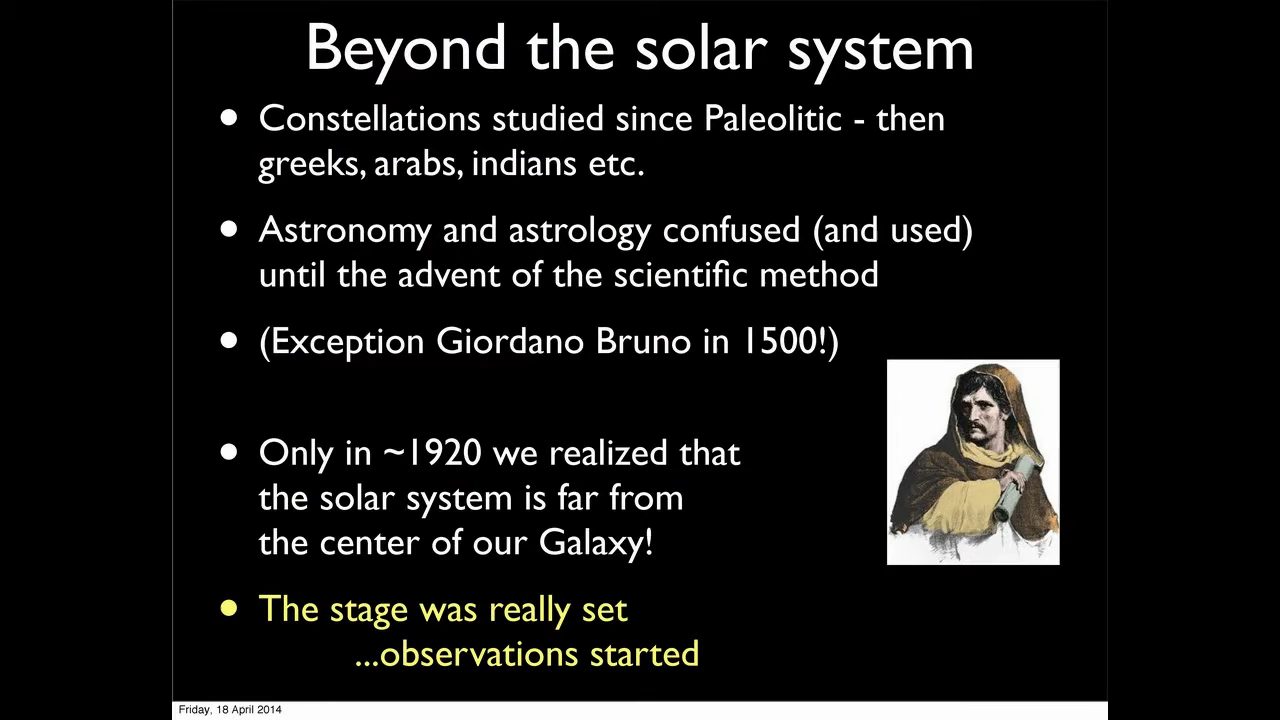 Beyond the solar system
• Constellations studied since Paleolitic - then
greeks, arabs, indians etc.
• Astronomy and astrology confused (and used)
until the advent of the scientific method
• (Exception Giordano Bruno in 1500!)
• Only in ~1920 we realized that
the solar system is far from
the center of our Galaxy!
• The stage was really set
...observations started
Friday, 18 April 2014